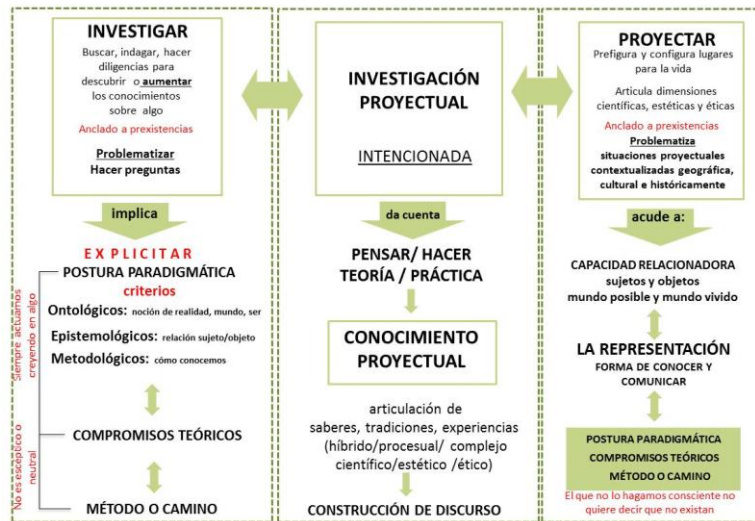 INVESTIGAR
Buscar, indagar, hacer
diligencias para
descubrir o aumentar
los conocimientos
sobre algo
Anclado a prexistencias
Problematizar
Hacer preguntas
implica
EXPLICITAR
POSTURA PARADIGMÁTICA
criterios
Ontológicos: noción de realidad, mundo, ser
Epistemológicos: relación sujeto/objeto
Metodológicos: cómo conocemos
Siempre actuamos
creyendo en algo
COMPROMISOS TEÓRICOS
No es escéptico o
neutral
MÉTODO O CAMINO
INVESTIGACIÓN
PROYECTUAL
INTENCIONADA
da cuenta
PENSAR/ HACER
TEORÍA / PRÁCTICA
CONOCIMIENTO
PROYECTUAL
articulación de
saberes, tradiciones, experiencias
(híbrido/procesual/ complejo
científico/estético /ético)
CONSTRUCCIÓN DE DISCURSO
PROYECTAR
Prefigura y configura lugares
para la vida
Articula dimensiones
científicas, estéticas y éticas
Anclado a prexistencias
Problematiza
situaciones proyectuales
contextualizadas geográfica,
cultural e históricamente
acude a:
CAPACIDAD RELACIONADORA
sujetos y objetos
mundo posible y mundo vivido
LA REPRESENTACIÓN
FORMA DE CONOCER Y
COMUNICAR
POSTURA PARADIGMÁTICA
COMPROMISOS TEÓRICOS
MÉTODO O CAMINO
El que no lo hagamos consciente no
quiere decir que no existan